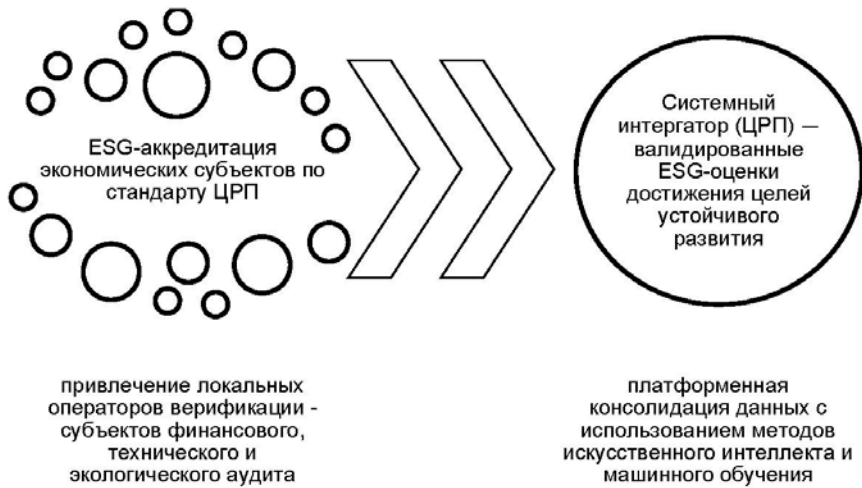 ESG-аккредитация
экономических субъектов по
стандарту ЦРП
Системный
интергатор (ЦРП) —
валидированные
ESG-оценки
достижения целей
устойчивого
развития
привлечение локальных
операторов верификации -
субъектов финансового,
технического и
экологического аудита
платформенная
консолидация данных с
использованием методов
искусственного интеллекта и
машинного обучения